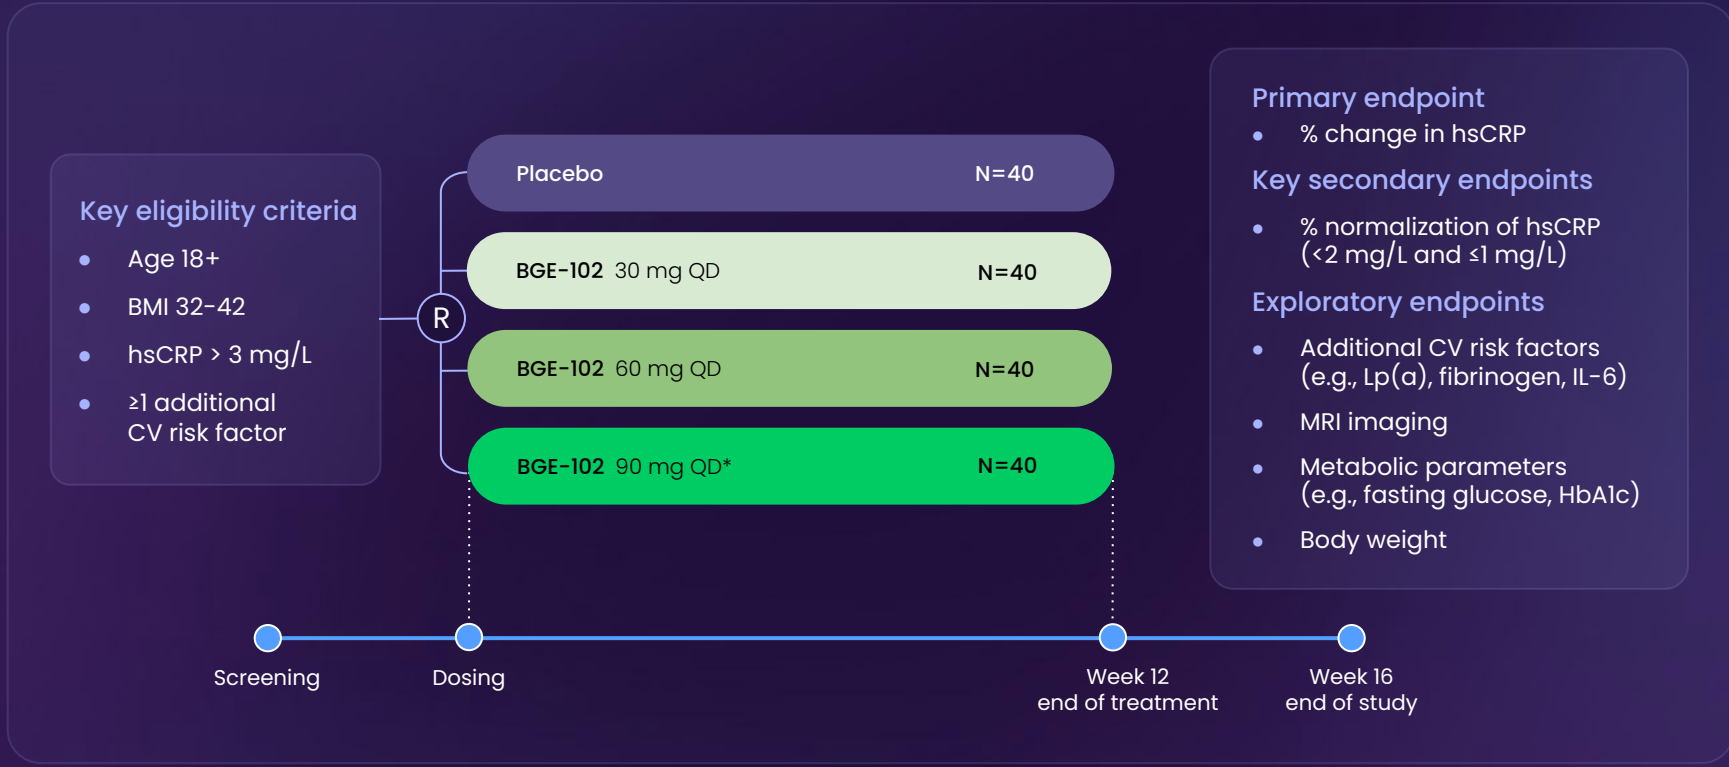 Key eligibility criteria
• Age 18+
• BMI 32-42
• hsCRP > 3 mg/L
• ≥1 additional
CV risk factor
R
Placebo N=40
BGE-102 30 mg QD N=40
BGE-102 60 mg QD N=40
BGE-102 90 mg QD* N=40
Primary endpoint
• % change in hsCRP
Key secondary endpoints
• % normalization of hsCRP
(<2 mg/L and ≤1 mg/L)
Exploratory endpoints
• Additional CV risk factors
(e.g., Lp(a), fibrinogen, IL-6)
• MRI imaging
• Metabolic parameters
(e.g., fasting glucose, HbA1c)
• Body weight
Screening
Dosing
Week 12
end of treatment
Week 16
end of study